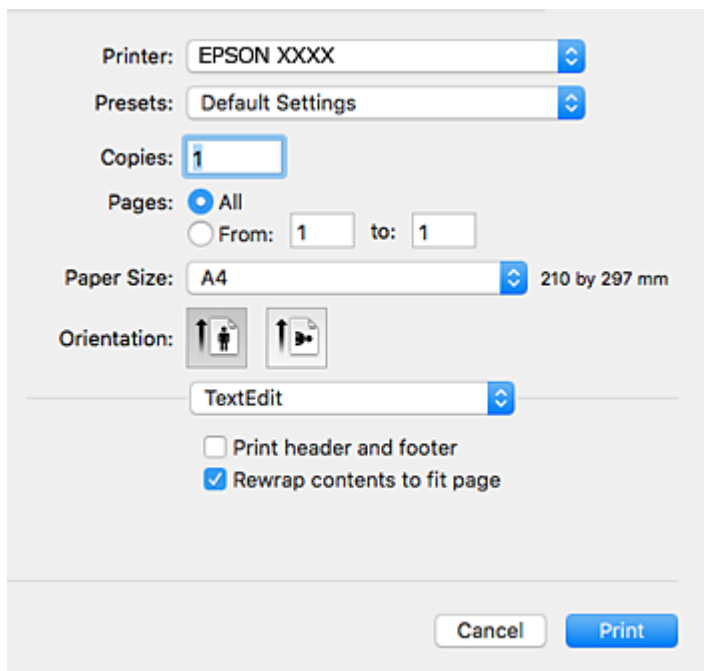 Printer: EPSON XXXX
Presets: Default Settings
Copies: 1
Pages: All
From: 1 to: 1
Paper Size: A4 210 by 297 mm
Orientation:
TextEdit
Print header and footer
Rewrap contents to fit page
Cancel Print